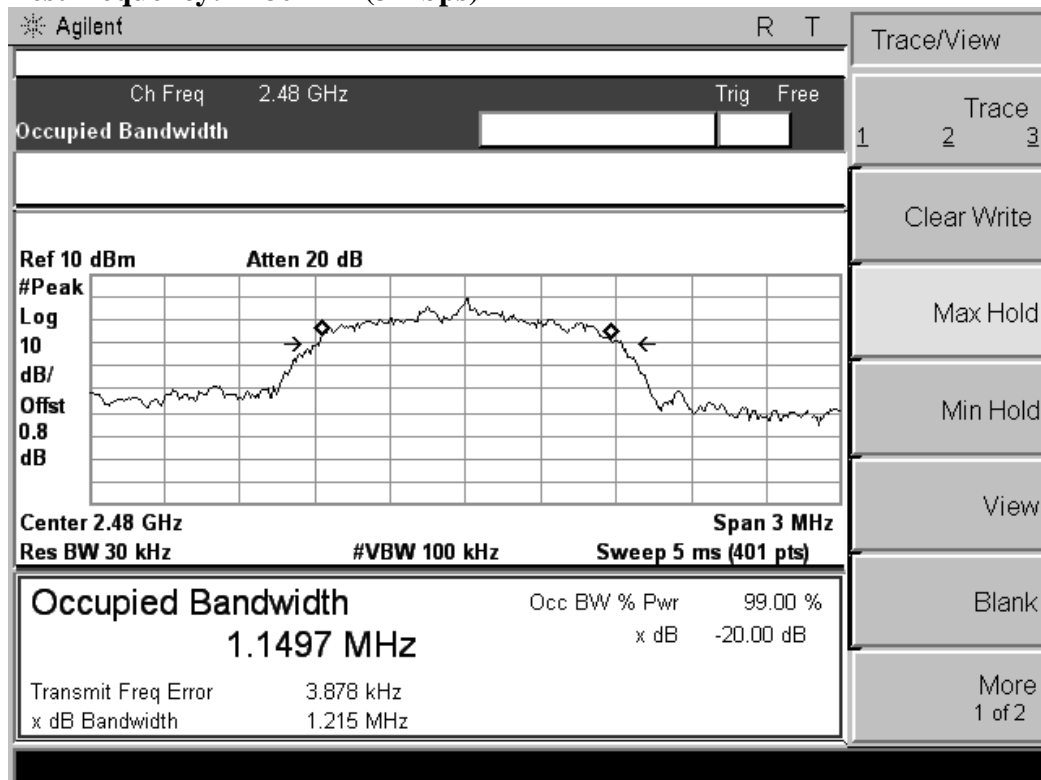 Agilent R T
Trace/View
Ch Freq 2.48 GHz Trig Free
Occupied Bandwidth
Trace
1 2 3
Clear Write
Max Hold
Min Hold
View
Blank
More
1 of 2
Ref 10 dBm Atten 20 dB
#Peak
Log
10
dB/
Offst
0.8
dB
Center 2.48 GHz Span 3 MHz
Res BW 30 kHz #VBW 100 kHz Sweep 5 ms (401 pts)
Occupied Bandwidth
1.1497 MHz
Occ BW % Pwr 99.00 %
x dB -20.00 dB
Transmit Freq Error 3.878 kHz
x dB Bandwidth 1.215 MHz